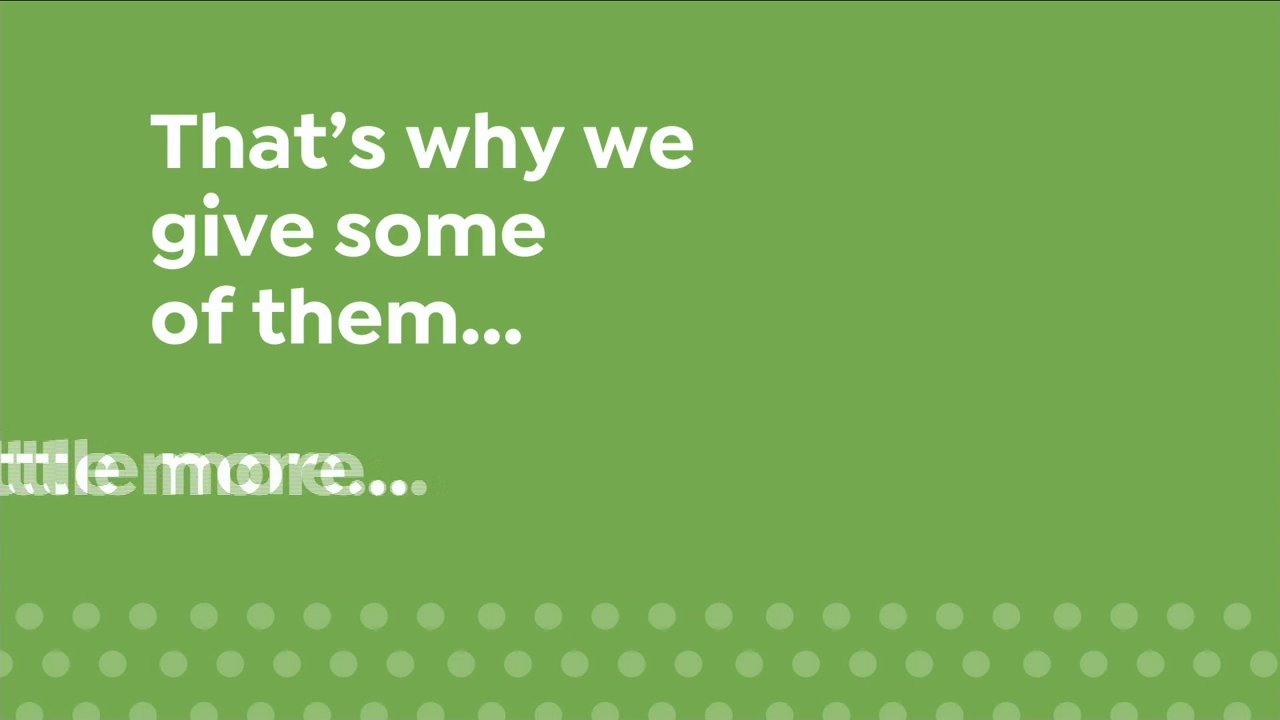 That’s why we
give some
of them...
more...